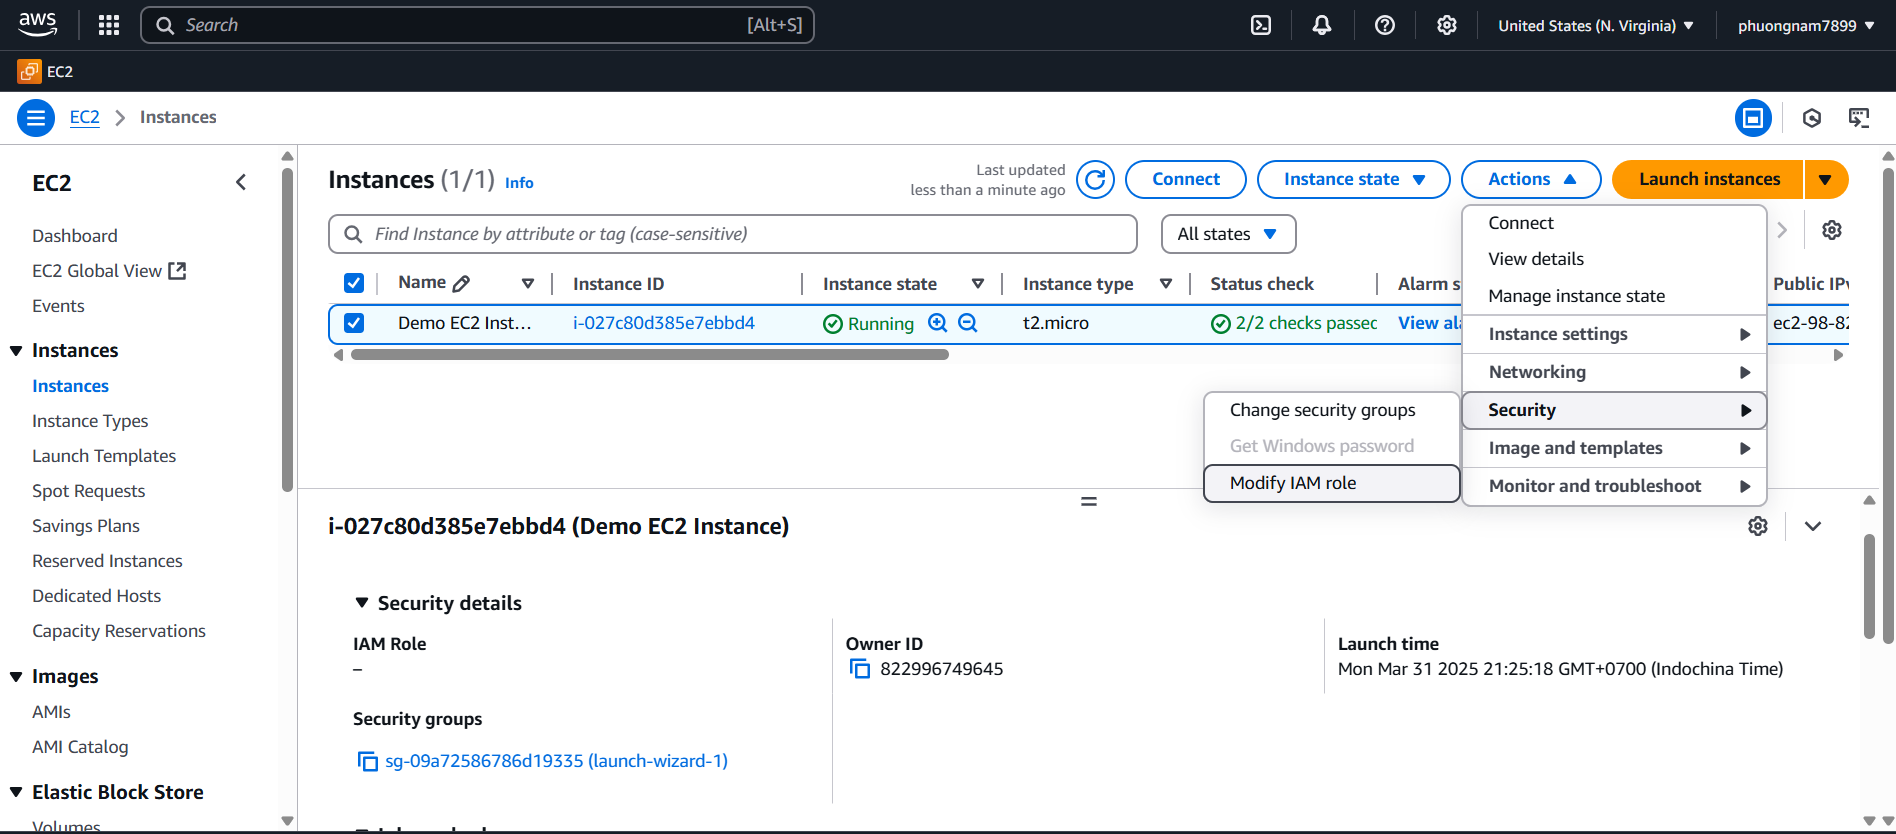 aws
Search
[Alt+S]
United States (N. Virginia)
phuongnam7899
EC2
EC2
Instances
EC2
Dashboard
EC2 Global View
Events
Instances
Instances
Instance Types
Launch Templates
Spot Requests
Savings Plans
Reserved Instances
Dedicated Hosts
Capacity Reservations
Images
AMIs
AMI Catalog
Elastic Block Store
Volumes
Instances (1/1) Info
Last updated
less than a minute ago
Connect
Instance state
Actions
Launch instances
Find Instance by attribute or tag (case-sensitive)
All states
Name
Instance ID
Instance state
Instance type
Status check
Alarm s
Public IPv
Demo EC2 Inst...
i-027c80d385e7ebbd4
Running
t2.micro
2/2 checks passed
View ala
ec2-98-82
Connect
View details
Manage instance state
Instance settings
Networking
Security
Image and templates
Monitor and troubleshoot
Change security groups
Get Windows password
Modify IAM role
i-027c80d385e7ebbd4 (Demo EC2 Instance)
Security details
IAM Role
–
Owner ID
822996749645
Launch time
Mon Mar 31 2025 21:25:18 GMT+0700 (Indochina Time)
Security groups
sg-09a72586786d19335 (launch-wizard-1)